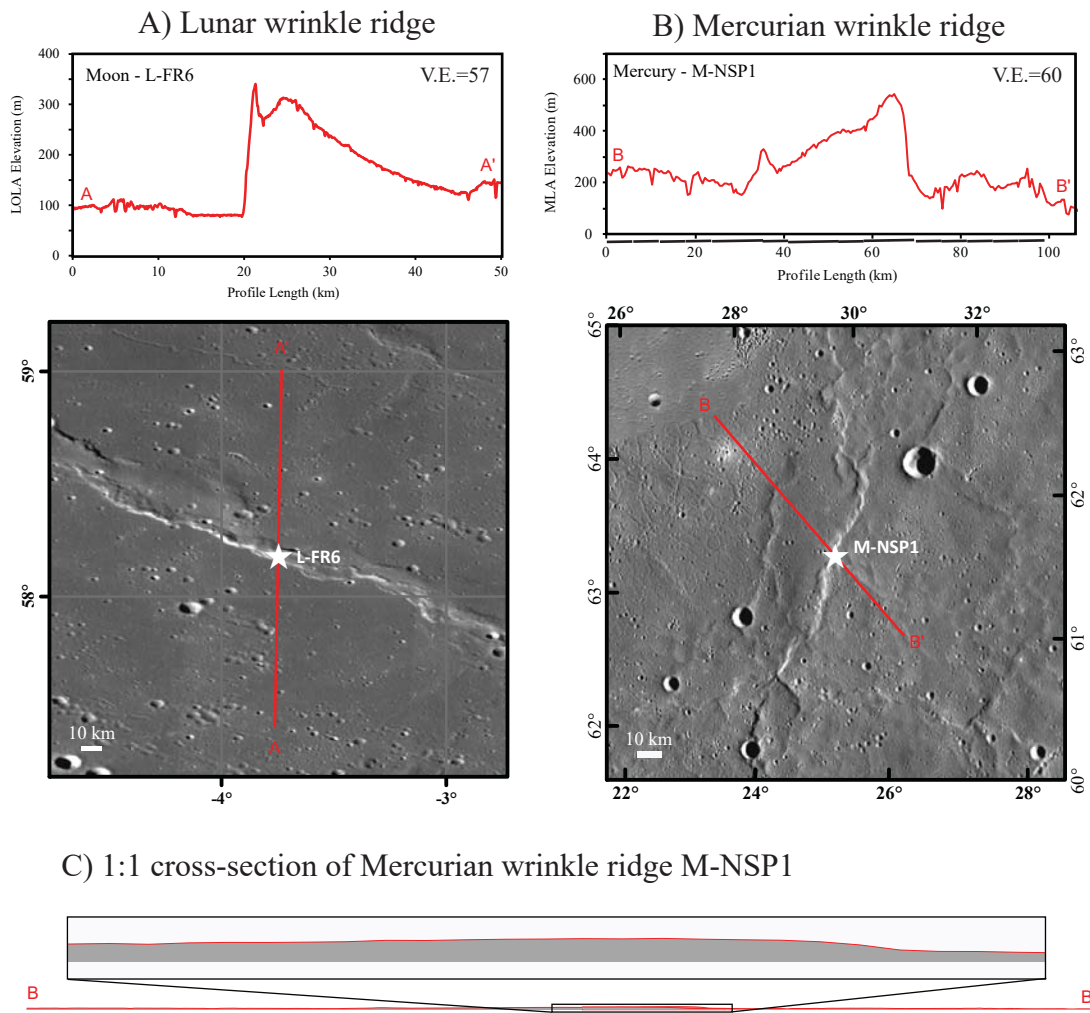 A) Lunar wrinkle ridge
B) Mercurian wrinkle ridge
400
300
200
100
0
LOLA Elevation (m)
Moon - L-FR6
V.E.=57
A
A'
0 10 20 30 40 50
Profile Length (km)
600
400
200
0
MLA Elevation (m)
Mercury - M-NSP1
V.E.=60
B
B'
0 20 40 60 80 100
Profile Length (km)
59°
58°
A'
L-FR6
A
10 km
-4° -3°
26° 28° 30° 32°
65°
64°
63°
62°
63°
62°
61°
60°
B
M-NSP1
B'
10 km
22° 24° 26° 28°
C) 1:1 cross-section of Mercurian wrinkle ridge M-NSP1
B
B